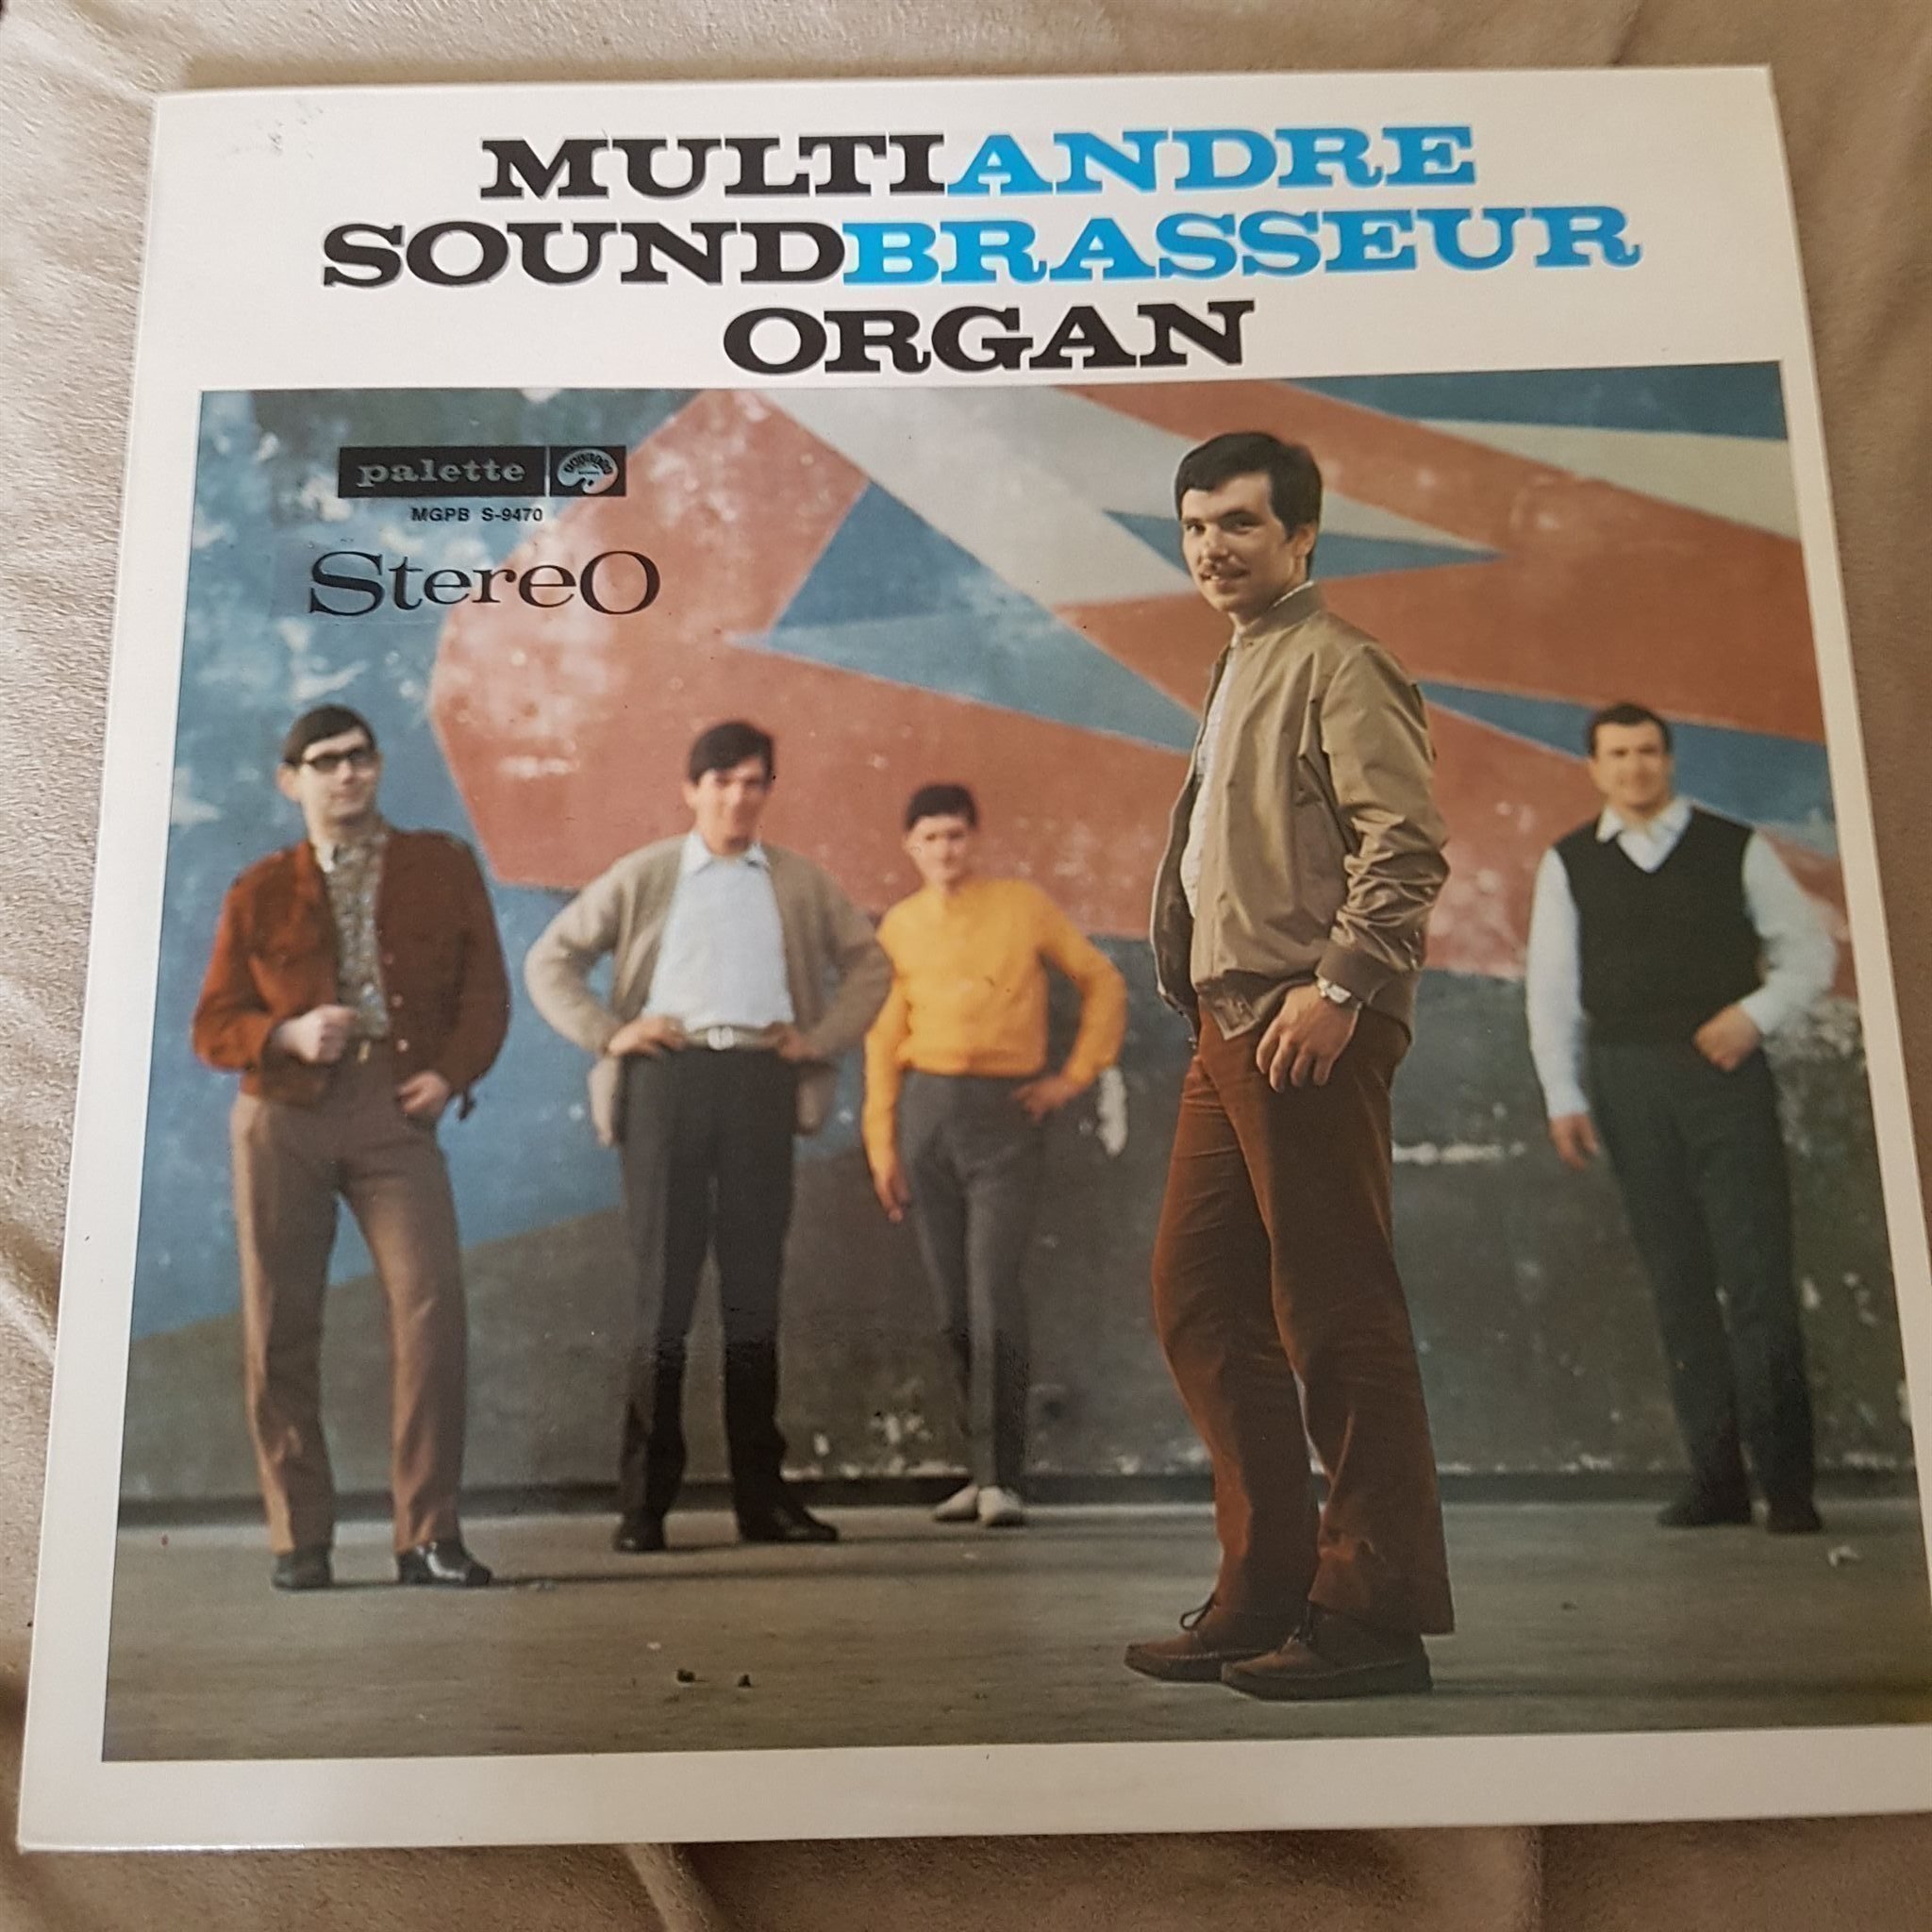 MULTIANDRE
SOUNDBRASSEUR
ORGAN
palette
MGPB S-9470
Stereo